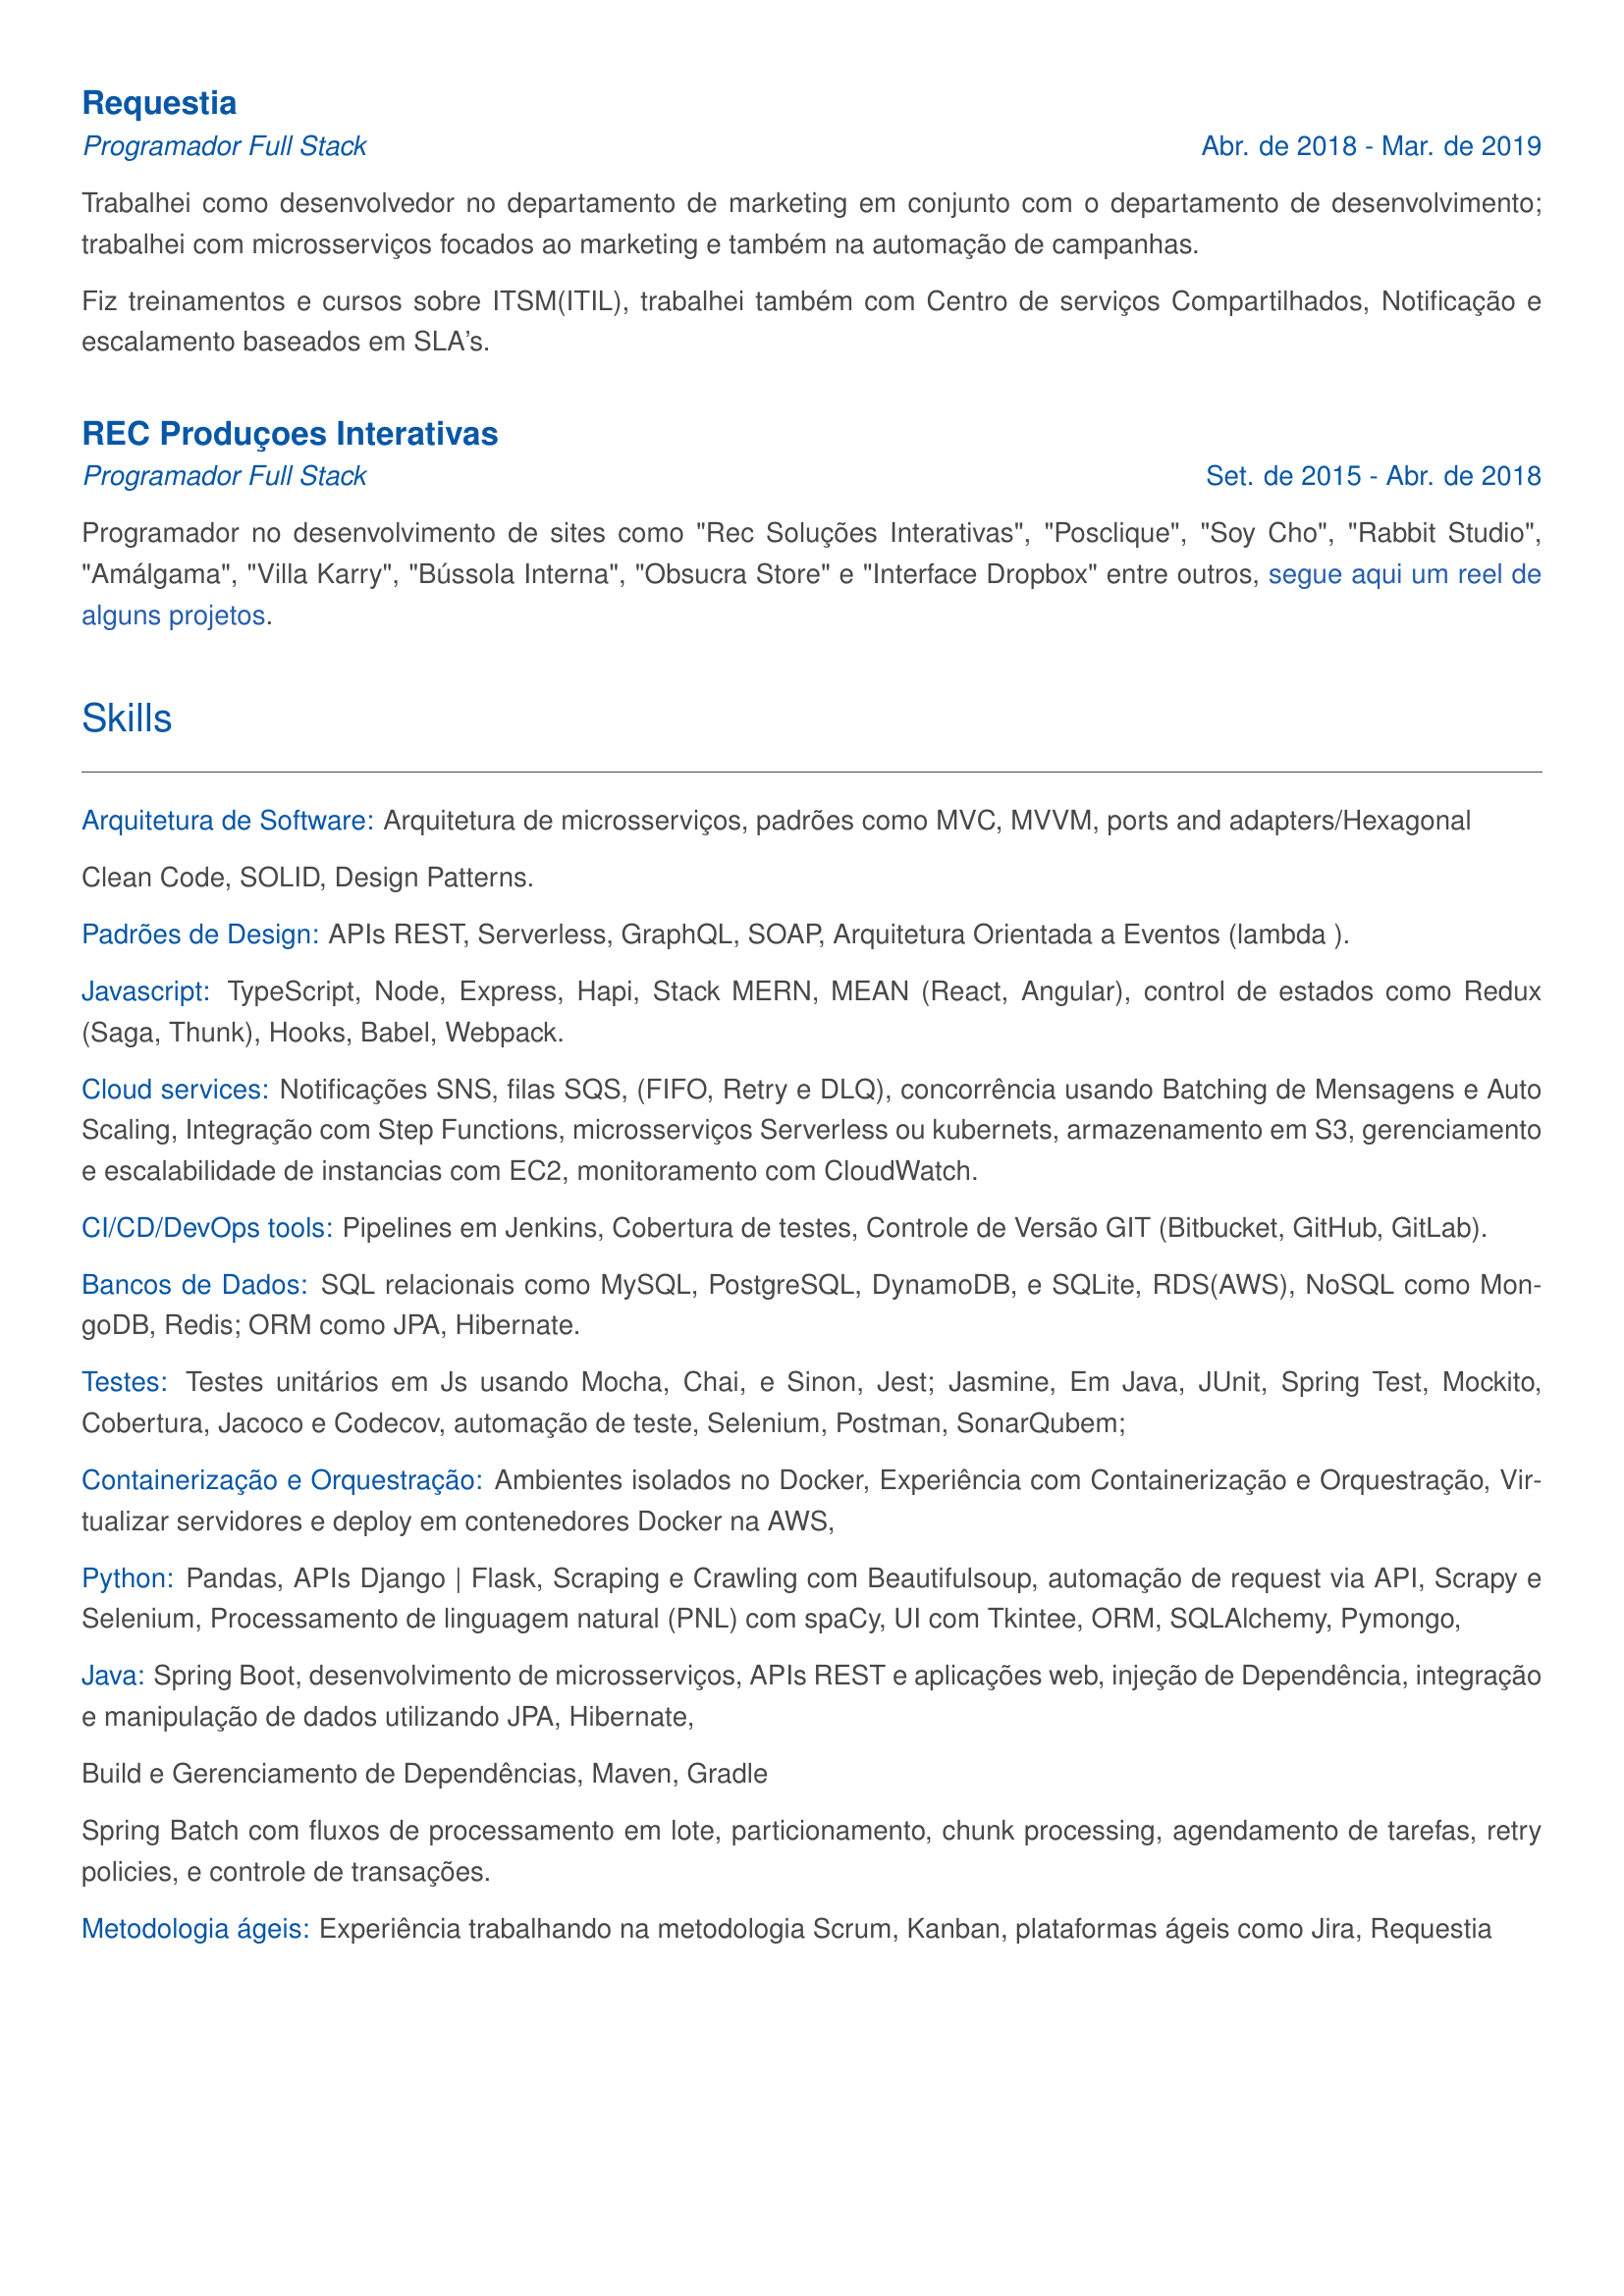 Requestia
Programador Full Stack Abr. de 2018 - Mar. de 2019
Trabalhei como desenvolvedor no departamento de marketing em conjunto com o departamento de desenvolvimento;
trabalhei com microsserviços focados ao marketing e também na automação de campanhas.
Fiz treinamentos e cursos sobre ITSM(ITIL), trabalhei também com Centro de serviços Compartilhados, Notificação e
escalamento baseados em SLA's.
REC Produçoes Interativas
Programador Full Stack Set. de 2015 - Abr. de 2018
Programador no desenvolvimento de sites como "Rec Soluções Interativas", "Posclique", "Soy Cho", "Rabbit Studio",
"Amálgama", "Villa Karry", "Bússola Interna", "Obsucra Store" e "Interface Dropbox" entre outros, segue aqui um reel de
alguns projetos.
Skills
Arquitetura de Software: Arquitetura de microsserviços, padrões como MVC, MVVM, ports and adapters/Hexagonal
Clean Code, SOLID, Design Patterns.
Padrões de Design: APIs REST, Serverless, GraphQL, SOAP, Arquitetura Orientada a Eventos (lambda ).
Javascript: TypeScript, Node, Express, Hapi, Stack MERN, MEAN (React, Angular), control de estados como Redux
(Saga, Thunk), Hooks, Babel, Webpack.
Cloud services: Notificações SNS, filas SQS, (FIFO, Retry e DLQ), concorrência usando Batching de Mensagens e Auto
Scaling, Integração com Step Functions, microsserviços Serverless ou kubernets, armazenamento em S3, gerenciamento
e escalabilidade de instancias com EC2, monitoramento com CloudWatch.
CI/CD/DevOps tools: Pipelines em Jenkins, Cobertura de testes, Controle de Versão GIT (Bitbucket, GitHub, GitLab).
Bancos de Dados: SQL relacionais como MySQL, PostgreSQL, DynamoDB, e SQLite, RDS(AWS), NoSQL como Mon-
goDB, Redis; ORM como JPA, Hibernate.
Testes: Testes unitários em Js usando Mocha, Chai, e Sinon, Jest; Jasmine, Em Java, JUnit, Spring Test, Mockito,
Cobertura, Jacoco e Codecov, automação de teste, Selenium, Postman, SonarQubem;
Containerização e Orquestração: Ambientes isolados no Docker, Experiência com Containerização e Orquestração, Vir-
tualizar servidores e deploy em contenedores Docker na AWS,
Python: Pandas, APIs Django | Flask, Scraping e Crawling com Beautifulsoup, automação de request via API, Scrapy e
Selenium, Processamento de linguagem natural (PNL) com spaCy, UI com Tkintee, ORM, SQLAlchemy, Pymongo,
Java: Spring Boot, desenvolvimento de microsserviços, APIs REST e aplicações web, injeção de Dependência, integração
e manipulação de dados utilizando JPA, Hibernate,
Build e Gerenciamento de Dependências, Maven, Gradle
Spring Batch com fluxos de processamento em lote, particionamento, chunk processing, agendamento de tarefas, retry
policies, e controle de transações.
Metodologia ágeis: Experiência trabalhando na metodologia Scrum, Kanban, plataformas ágeis como Jira, Requestia